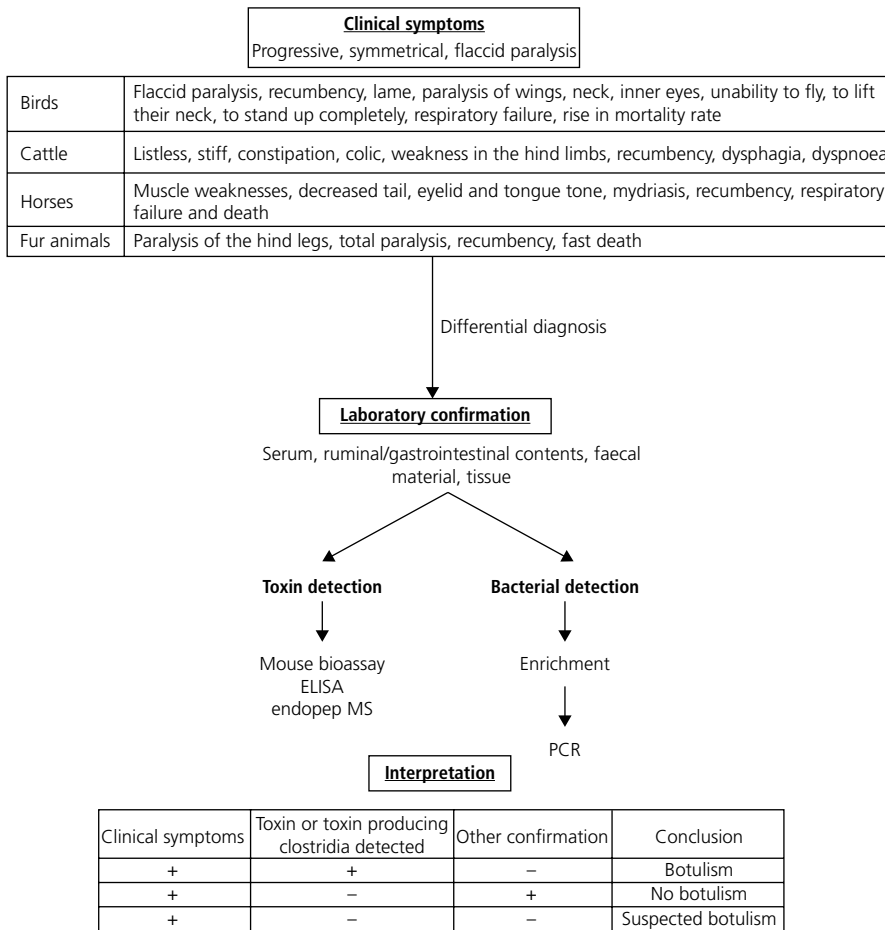 Clinical symptoms
Progressive, symmetrical, flaccid paralysis
Birds
Flaccid paralysis, recumbency, lame, paralysis of wings, neck, inner eyes, unability to fly, to lift
their neck, to stand up completely, respiratory failure, rise in mortality rate
Cattle
Listless, stiff, constipation, colic, weakness in the hind limbs, recumbency, dysphagia, dyspnoea
Horses
Muscle weaknesses, decreased tail, eyelid and tongue tone, mydriasis, recumbency, respiratory
failure and death
Fur animals
Paralysis of the hind legs, total paralysis, recumbency, fast death
Differential diagnosis
Laboratory confirmation
Serum, ruminal/gastrointestinal contents, faecal
material, tissue
Toxin detection
Bacterial detection
Mouse bioassay
ELISA
endopep MS
Enrichment
PCR
Interpretation
Clinical symptoms
Toxin or toxin producing
clostridia detected
Other confirmation
Conclusion
+ + – Botulism
+ – + No botulism
+ – – Suspected botulism